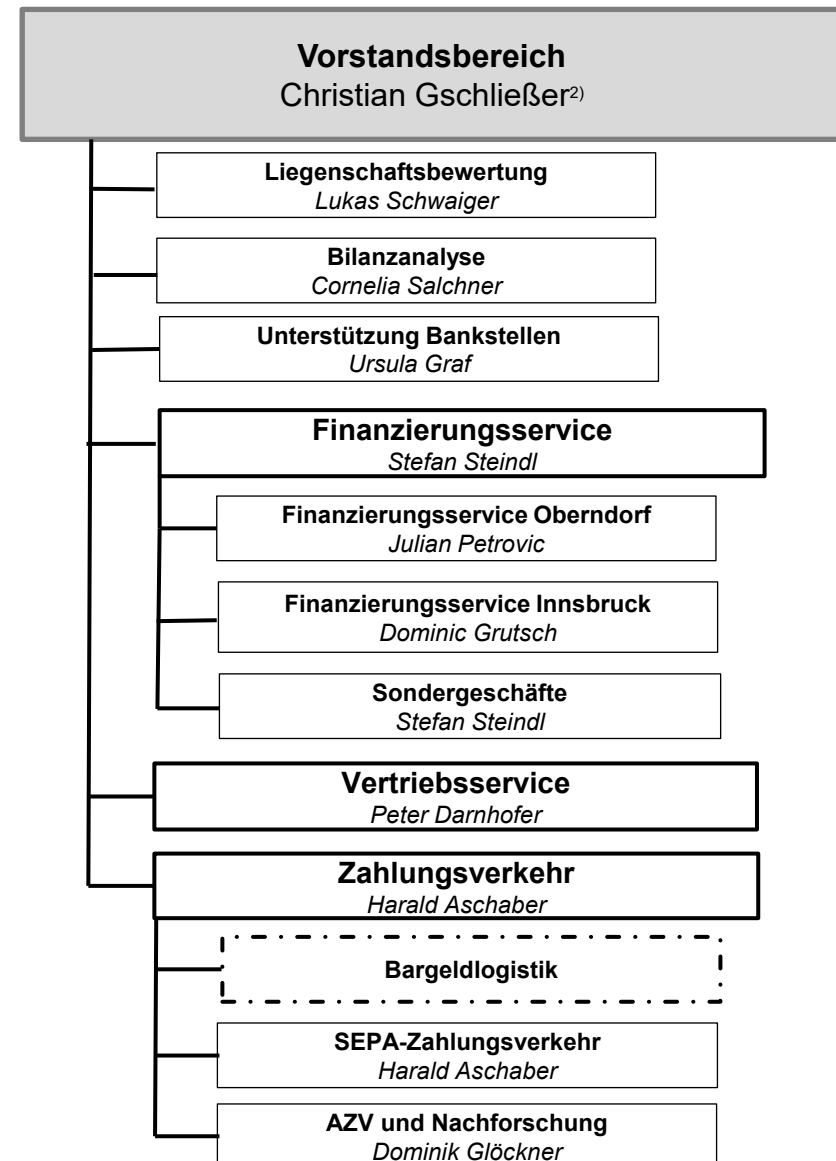 Vorstandsbereich
Christian Gschließer2)
Liegenschaftsbewertung
Lukas Schwaiger
Bilanzanalyse
Cornelia Salchner
Unterstützung Bankstellen
Ursula Graf
Finanzierungsservice
Stefan Steindl
Finanzierungsservice Oberndorf
Julian Petrovic
Finanzierungsservice Innsbruck
Dominic Grutsch
Sondergeschäfte
Stefan Steindl
Vertriebsservice
Peter Darnhofer
Zahlungsverkehr
Harald Aschaber
Bargeldlogistik
SEPA-Zahlungsverkehr
Harald Aschaber
AZV und Nachforschung
Dominik Glöckner